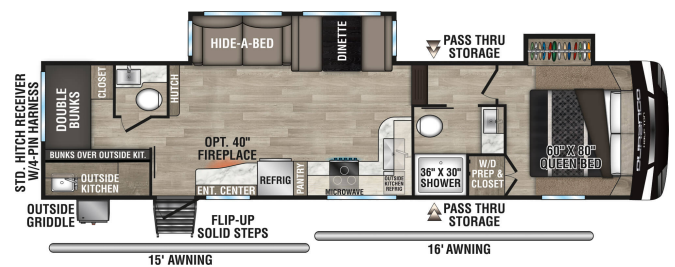 HIDE-A-BED
DINETTE
PASS THRU
STORAGE
STD. HITCH RECEIVER
W/4-PIN HARNESS
DOUBLE
BUNKS
CLOSET
HUTCH
BUNKS OVER OUTSIDE KIT.
OUTSIDE
KITCHEN
OPT. 40"
FIREPLACE
ENT. CENTER
REFRIG
PANTRY
MICROWAVE
OUTSIDE
KITCHEN
REFRIG
36" X 30"
SHOWER
W/D
PREP &
CLOSET
60" X 80"
QUEEN BED
DURANGO
OUTSIDE
GRIDDLE
FLIP-UP
SOLID STEPS
PASS THRU
STORAGE
15' AWNING
16' AWNING